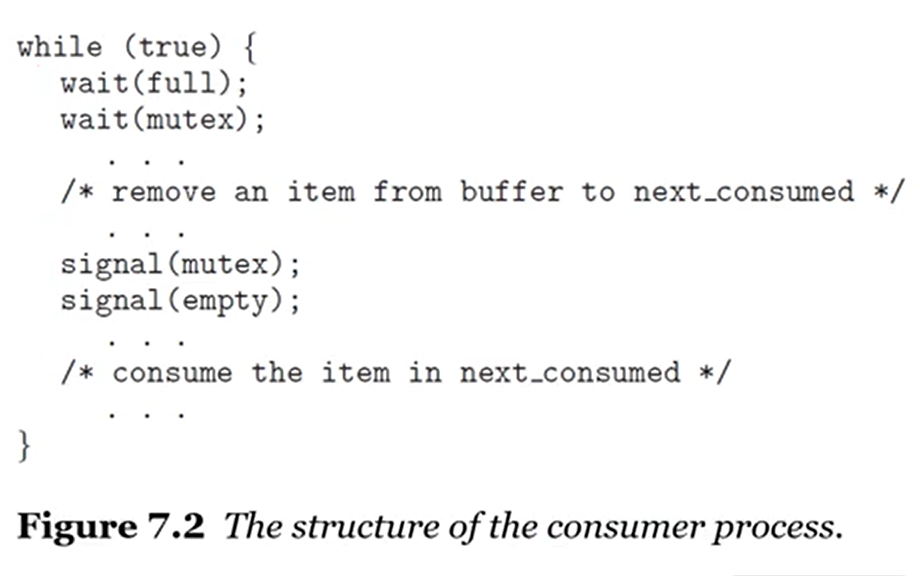 while (true) {
wait(full);
wait(mutex);
. . .
/* remove an item from buffer to next_consumed */
. . .
signal(mutex);
signal(empty);
. . .
/* consume the item in next_consumed */
. . .
}
Figure 7.2 The structure of the consumer process.